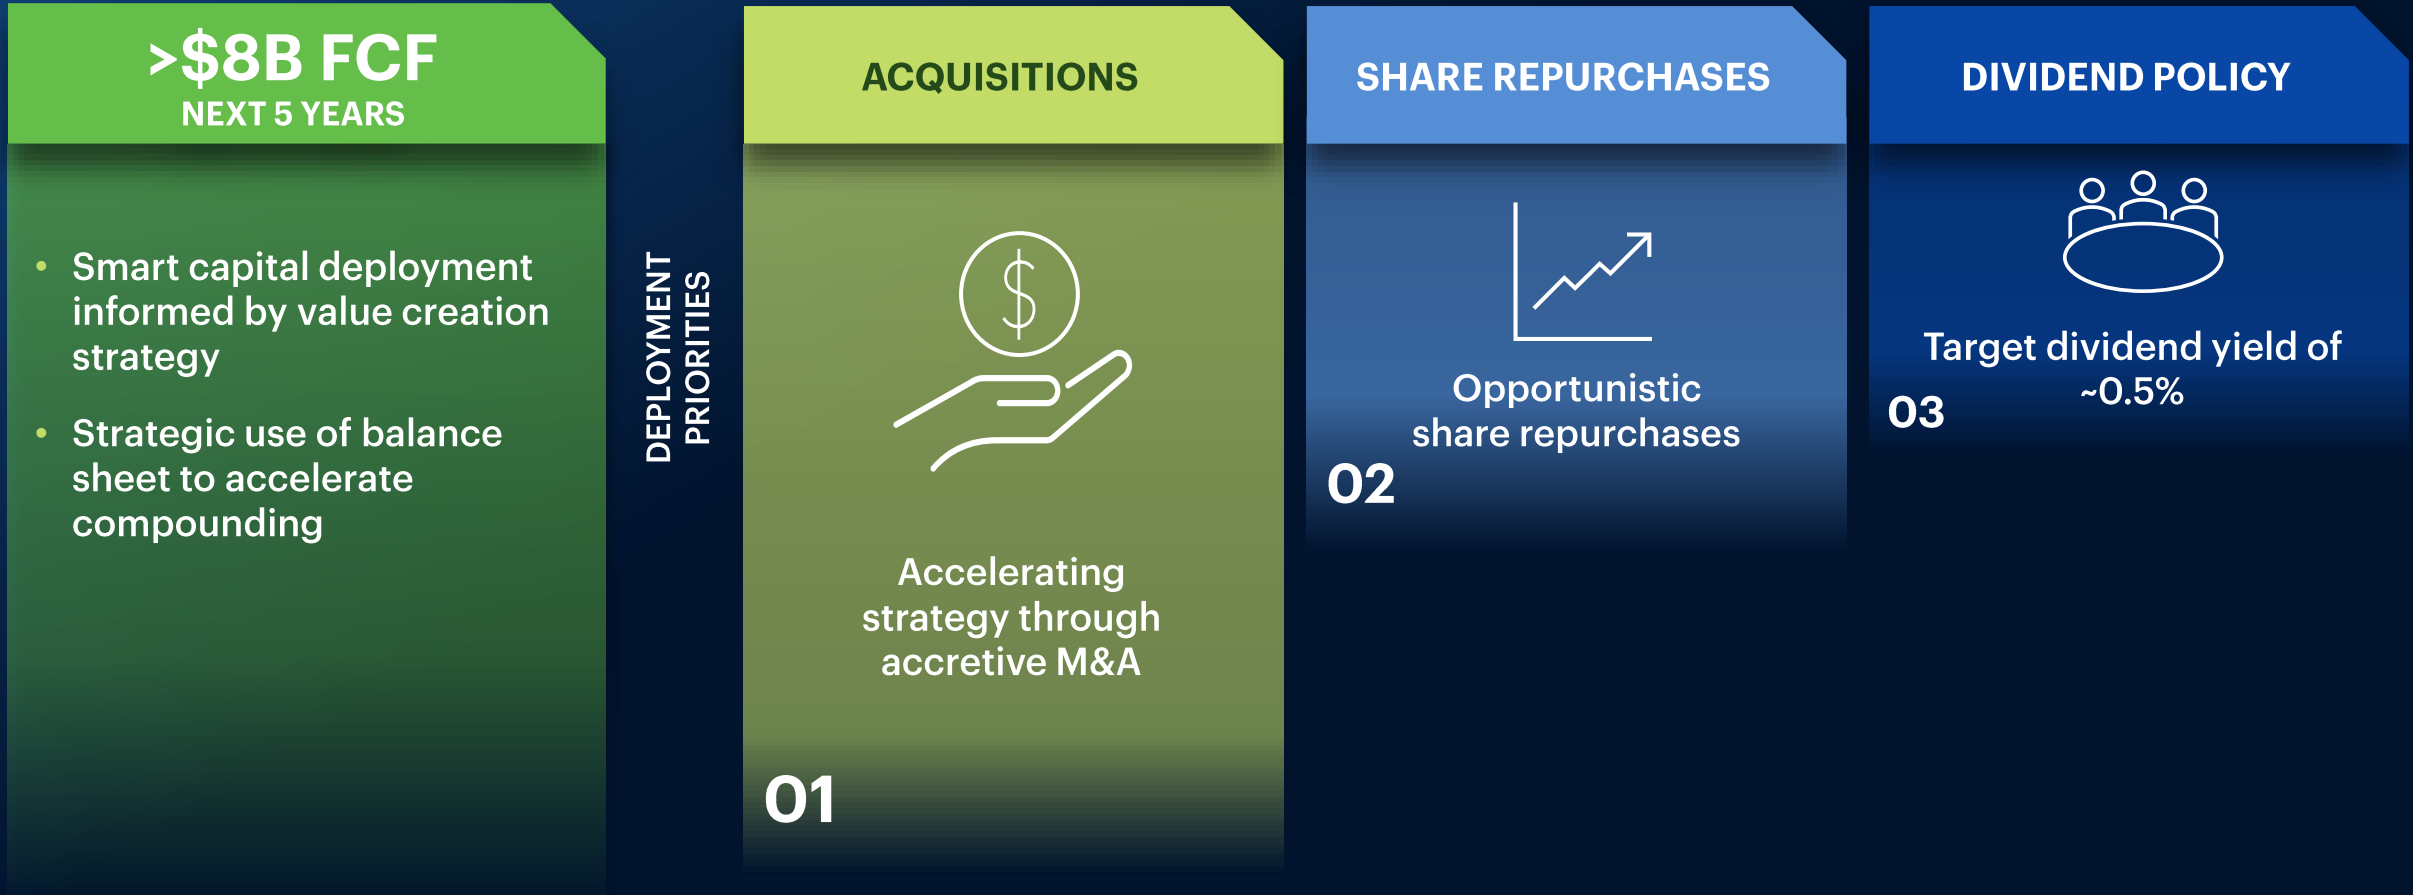 >$8B FCF
NEXT 5 YEARS
• Smart capital deployment
informed by value creation
strategy
• Strategic use of balance
sheet to accelerate
compounding
DEPLOYMENT
PRIORITIES
ACQUISITIONS
$
Accelerating
strategy through
accretive M&A
01
SHARE REPURCHASES
Opportunistic
share repurchases
02
DIVIDEND POLICY
Target dividend yield of
~0.5%
03